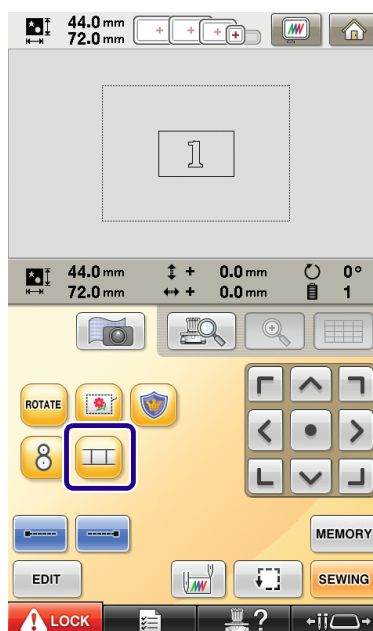 44.0 mm
72.0 mm
1
44.0 mm + 0.0 mm 0°
72.0 mm + 0.0 mm 1
ROTATE
8
MEMORY
EDIT
SEWING
LOCK
?